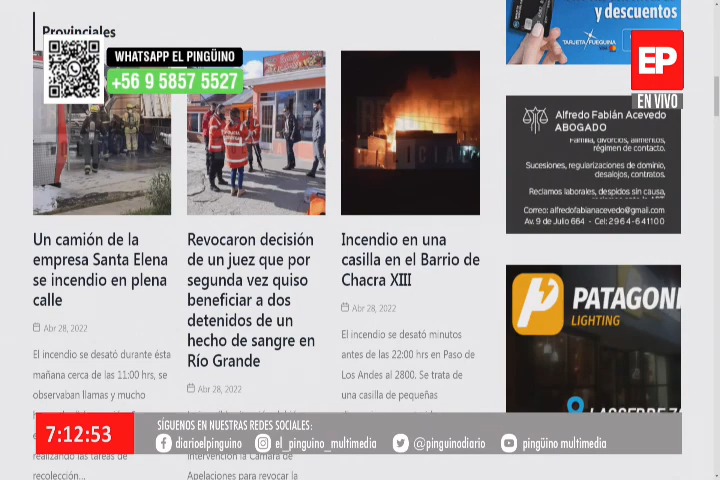 Provinciales
WHATSAPP EL PINGÜINO
+56 9 5857 5527
y descuentos
TARJETA FUEGUINA
EP
EN VIVO
Un camión de la
empresa Santa Elena
se incendio en plena
calle
Abr 28, 2022
El incendio se desató durante ésta
mañana cerca de las 11:00 hrs, se
observaban llamas y mucho
realizando las tareas de
recolección...
Revocaron decisión
de un juez que por
segunda vez quiso
beneficiar a dos
detenidos de un
hecho de sangre en
Río Grande
Abr 28, 2022
intervención la Cámara de
Apelaciones para revocar la
Incendio en una
casilla en el Barrio de
Chacra XIII
Abr 28, 2022
El incendio se desató minutos
antes de las 22:00 hrs en Paso de
Los Andes al 2800. Se trata de
una casilla de pequeñas
Alfredo Fabián Acevedo
ABOGADO
Familia, divorcios, alimentos,
régimen de contacto.
Sucesiones, regularizaciones de dominio,
desalojos, contratos.
Reclamos laborales, despidos sin causa,
Correo: alfredofabianacevedo@gmail.com
Av. 9 de Julio 664 - Cel: 2964-641100
PATAGONI
LIGHTING
7:12:53
SÍGUENOS EN NUESTRAS REDES SOCIALES:
diarioelpinguino
el_pinguino_multimedia
@pinguinodiario
pingüino multimedia